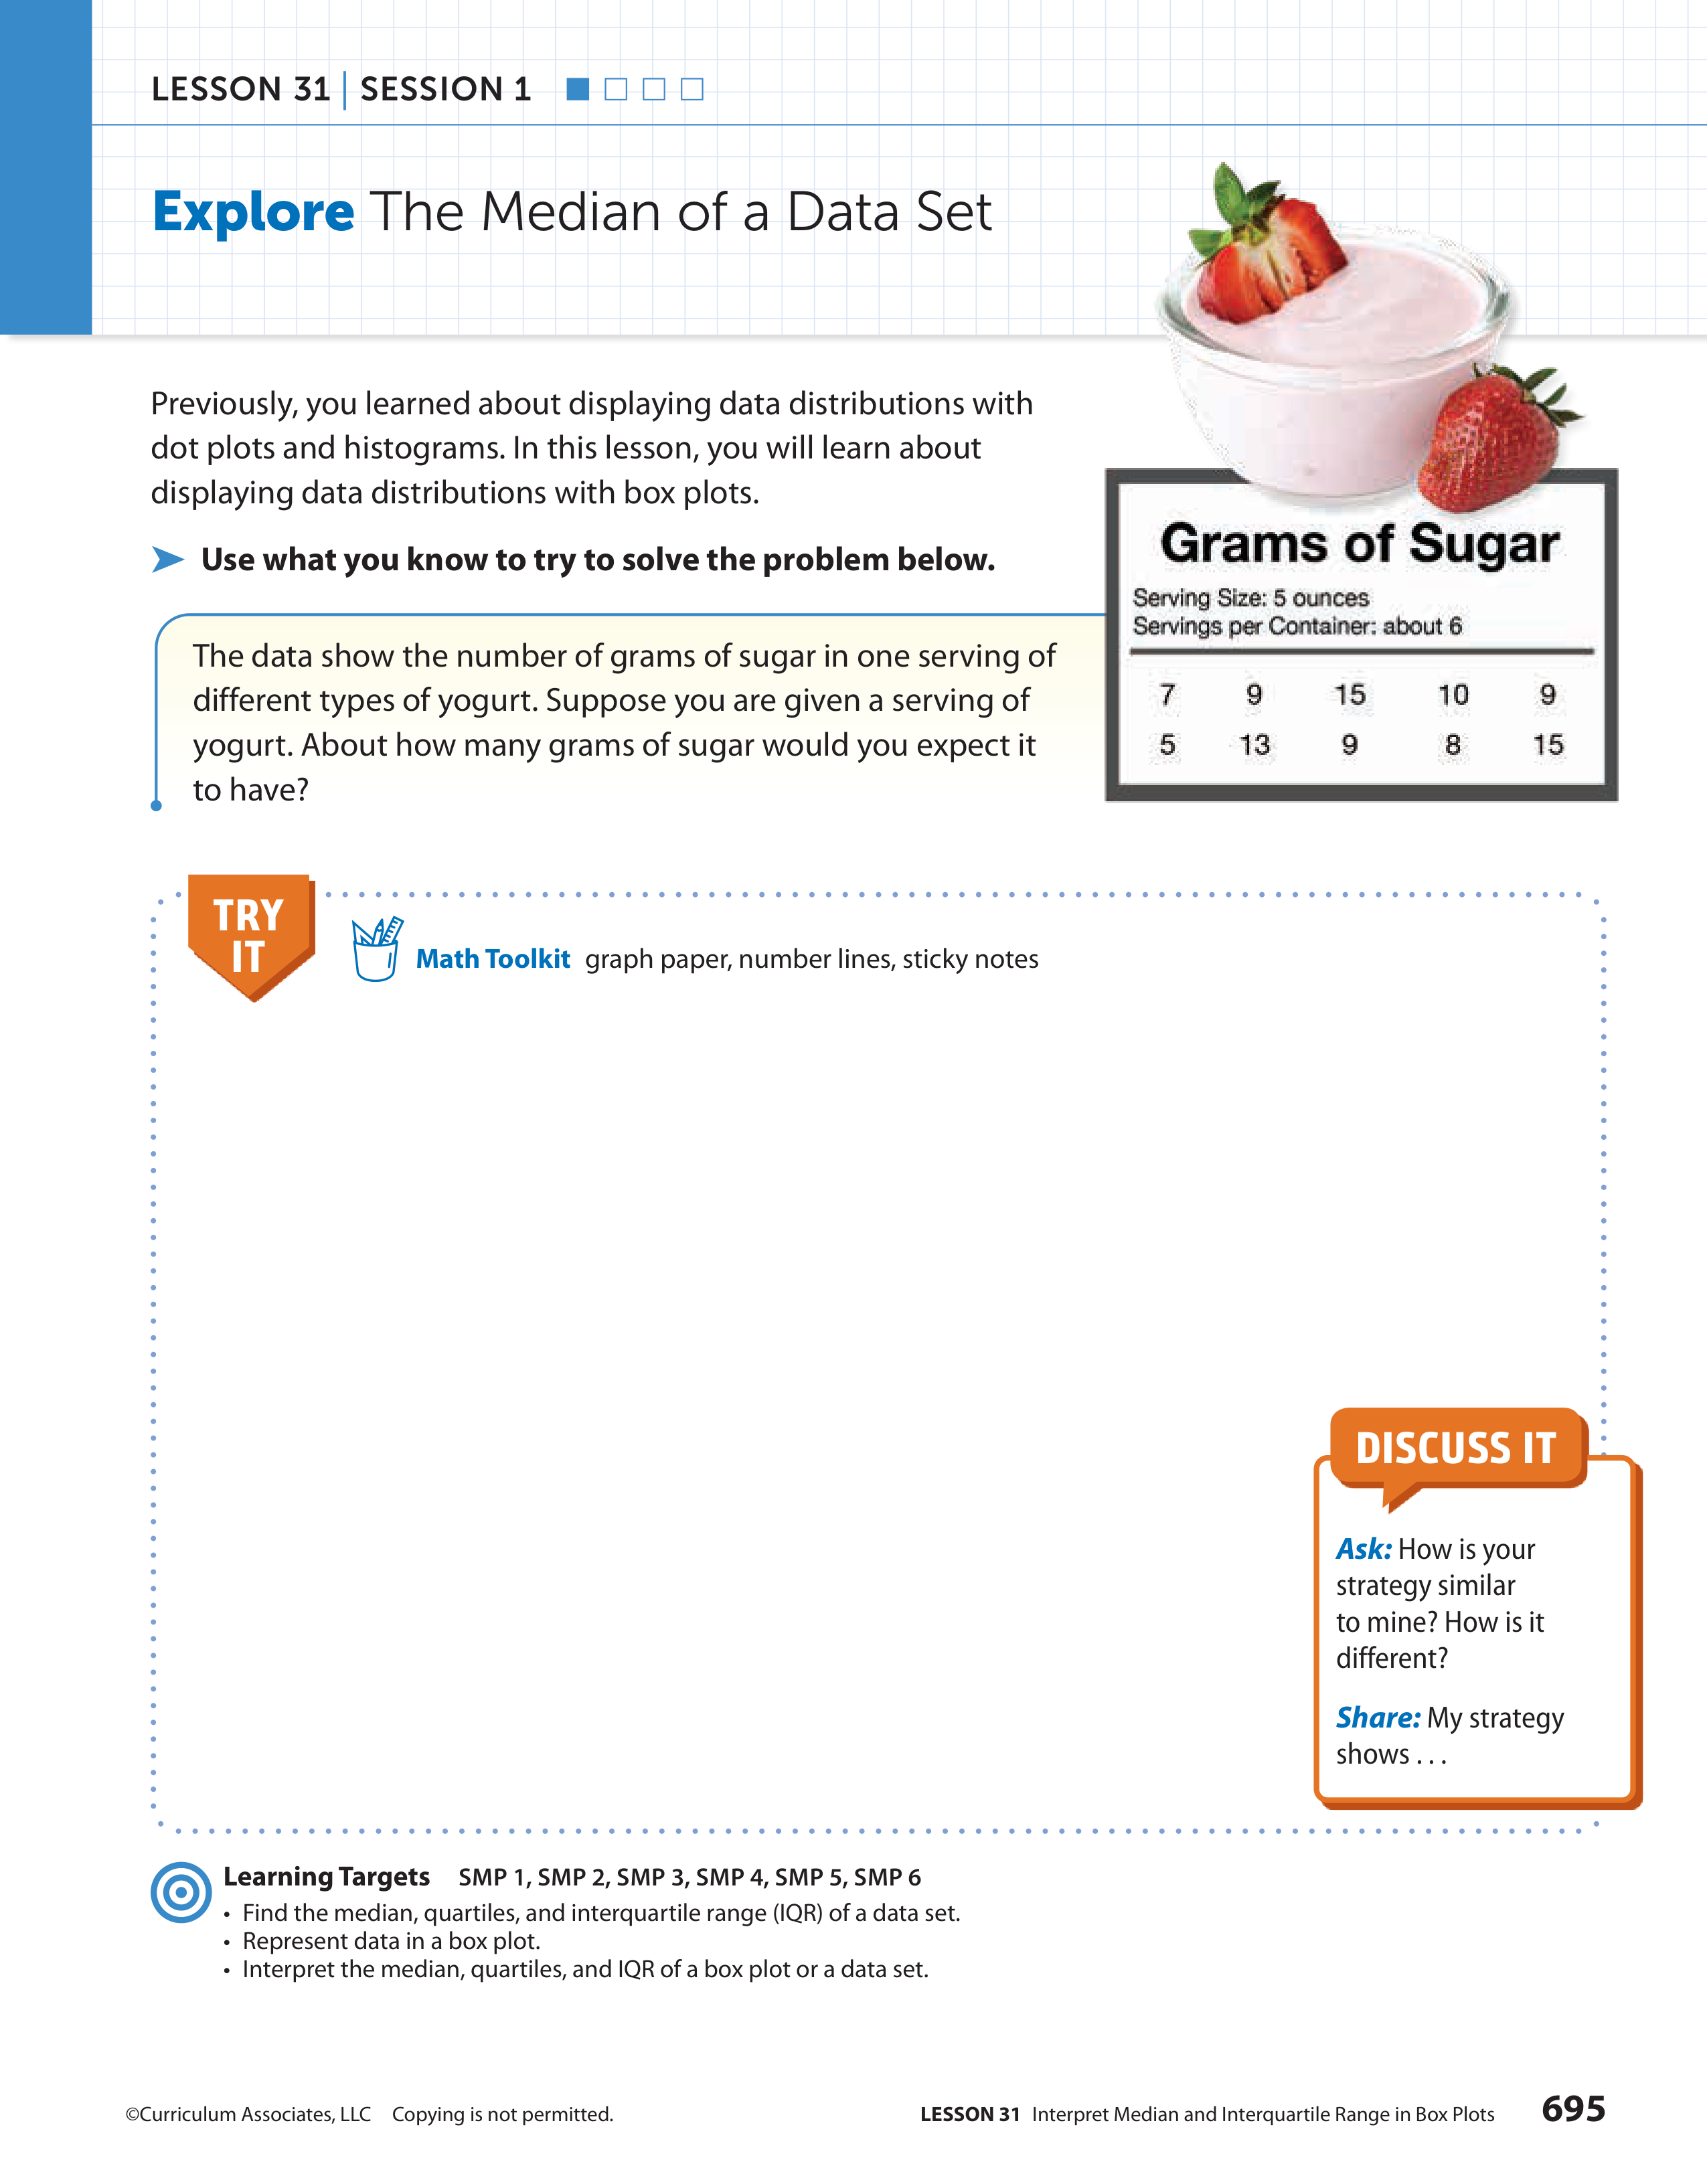 LESSON 31 | SESSION 1
Explore The Median of a Data Set
Previously, you learned about displaying data distributions with
dot plots and histograms. In this lesson, you will learn about
displaying data distributions with box plots.
Use what you know to try to solve the problem below.
The data show the number of grams of sugar in one serving of
different types of yogurt. Suppose you are given a serving of
yogurt. About how many grams of sugar would you expect it
to have?
Grams of Sugar
Serving Size: 5 ounces
Servings per Container: about 6
7 9 15 10 9
5 13 9 8 15
TRY
IT
Math Toolkit graph paper, number lines, sticky notes
DISCUSS IT
Ask: How is your
strategy similar
to mine? How is it
different?
Share: My strategy
shows . . .
Learning Targets SMP 1, SMP 2, SMP 3, SMP 4, SMP 5, SMP 6
• Find the median, quartiles, and interquartile range (IQR) of a data set.
• Represent data in a box plot.
• Interpret the median, quartiles, and IQR of a box plot or a data set.
©Curriculum Associates, LLC Copying is not permitted.
LESSON 31 Interpret Median and Interquartile Range in Box Plots 695